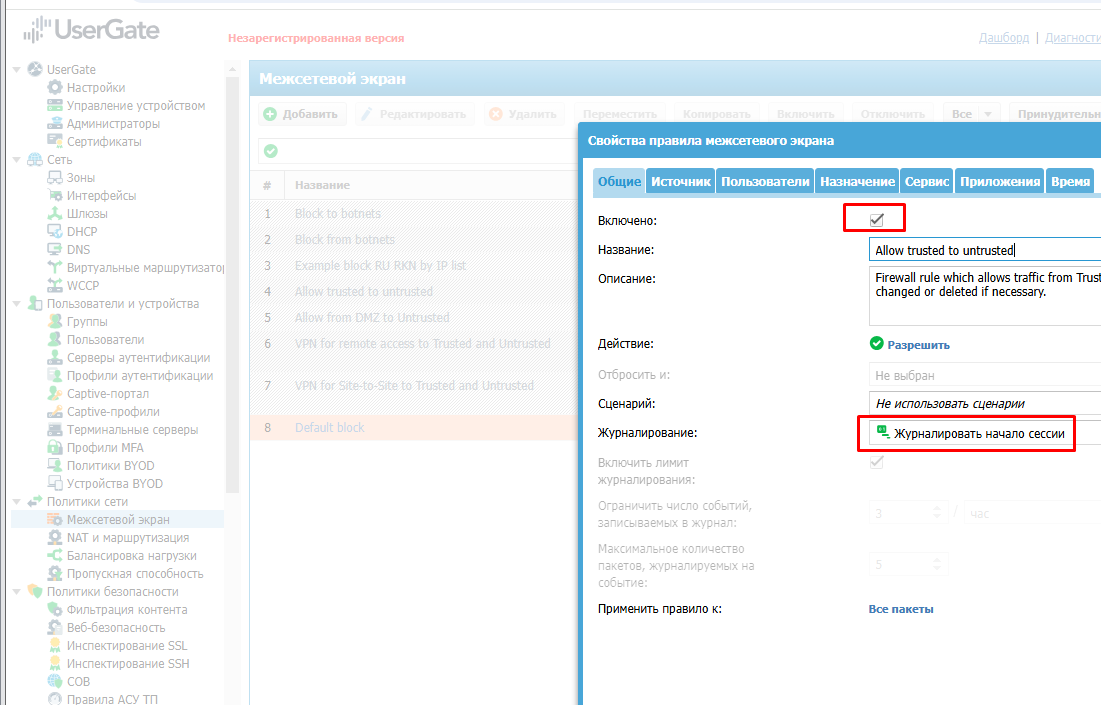 UserGate
Незарегистрированная версия
Дашборд | Диагности
UserGate
Настройки
Управление устройством
Администраторы
Сертификаты
Сеть
Зоны
Интерфейсы
Шлюзы
DHCP
DNS
Виртуальные маршрутизатор
WCCP
Пользователи и устройства
Группы
Пользователи
Серверы аутентификации
Профили аутентификации
Captive-портал
Captive-профили
Терминальные серверы
Профили MFA
Политики BYOD
Устройства BYOD
Политики сети
Межсетевой экран
NAT и маршрутизация
Балансировка нагрузки
Пропускная способность
Политики безопасности
Фильтрация контента
Веб-безопасность
Инспектирование SSL
Инспектирование SSH
СОВ
Правила АСУ ТП
Межсетевой экран
Добавить Редактировать Удалить Переместить Копировать Включить Отключить Все Принудительн
# Название
1 Block to botnets
2 Block from botnets
3 Example block RU RKN by IP list
4 Allow trusted to untrusted
5 Allow from DMZ to Untrusted
6 VPN for remote access to Trusted and Untrusted
7 VPN for Site-to-Site to Trusted and Untrusted
8 Default block
Свойства правила межсетевого экрана
Общие Источник Пользователи Назначение Сервис Приложения Время
Включено:
Название: Allow trusted to untrusted
Описание: Firewall rule which allows traffic from Trust
changed or deleted if necessary.
Действие: Разрешить
Отбросить и: Не выбран
Сценарий: Не использовать сценарии
Журналирование: Журналировать начало сессии
Включить лимит
журналирования:
Ограничить число событий,
записываемых в журнал: 3 / час
Максимальное количество
пакетов, журналируемых на
событие: 5
Применить правило к: Все пакеты